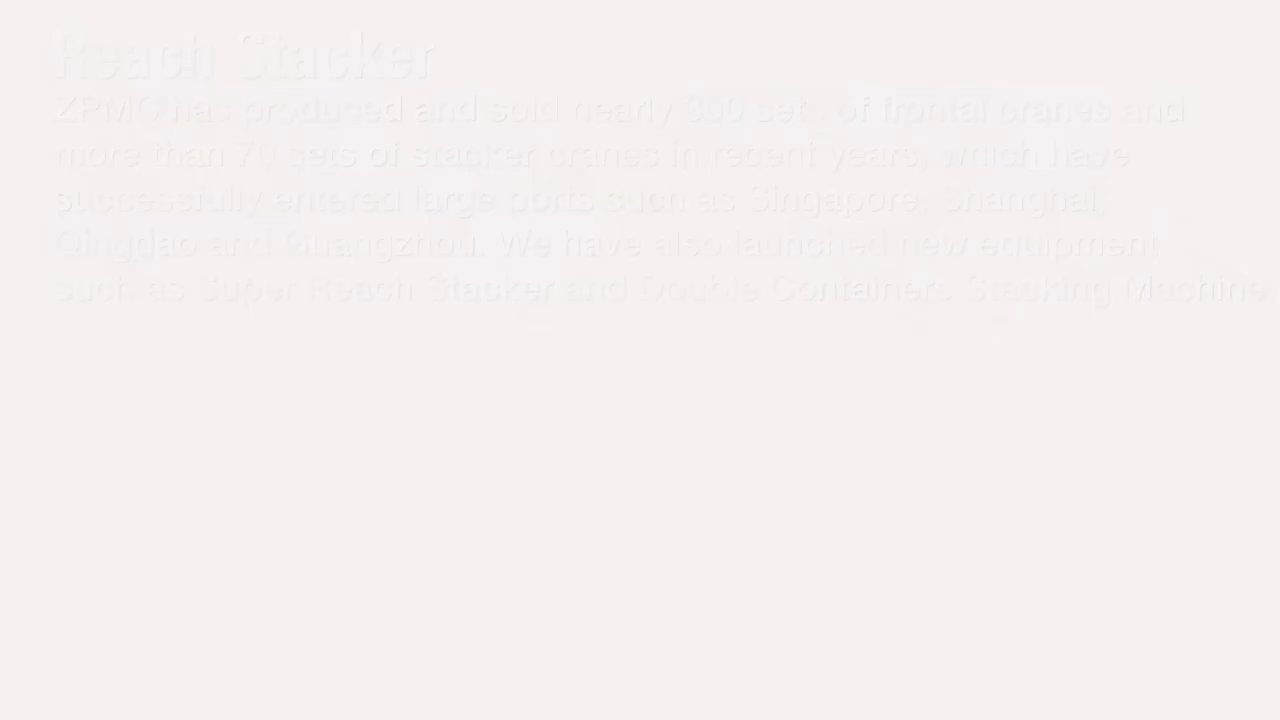 Reach Stacker
ZPMC has produced and sold nearly 300 sets of frontal cranes and
more than 70 sets of stacker cranes in recent years, which have
successfully entered large ports such as Singapore, Shanghai,
Qingdao and Guangzhou. We have also launched new equipment
such as Super Reach Stacker and Double Containers Stacking Machine.